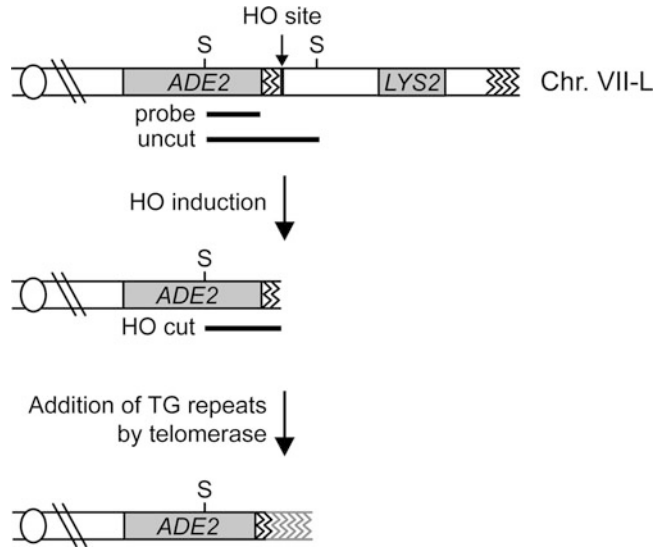 HO site
S S
ADE2 LYS2 Chr. VII-L
probe
uncut
HO induction
S
ADE2
HO cut
Addition of TG repeats
by telomerase
S
ADE2